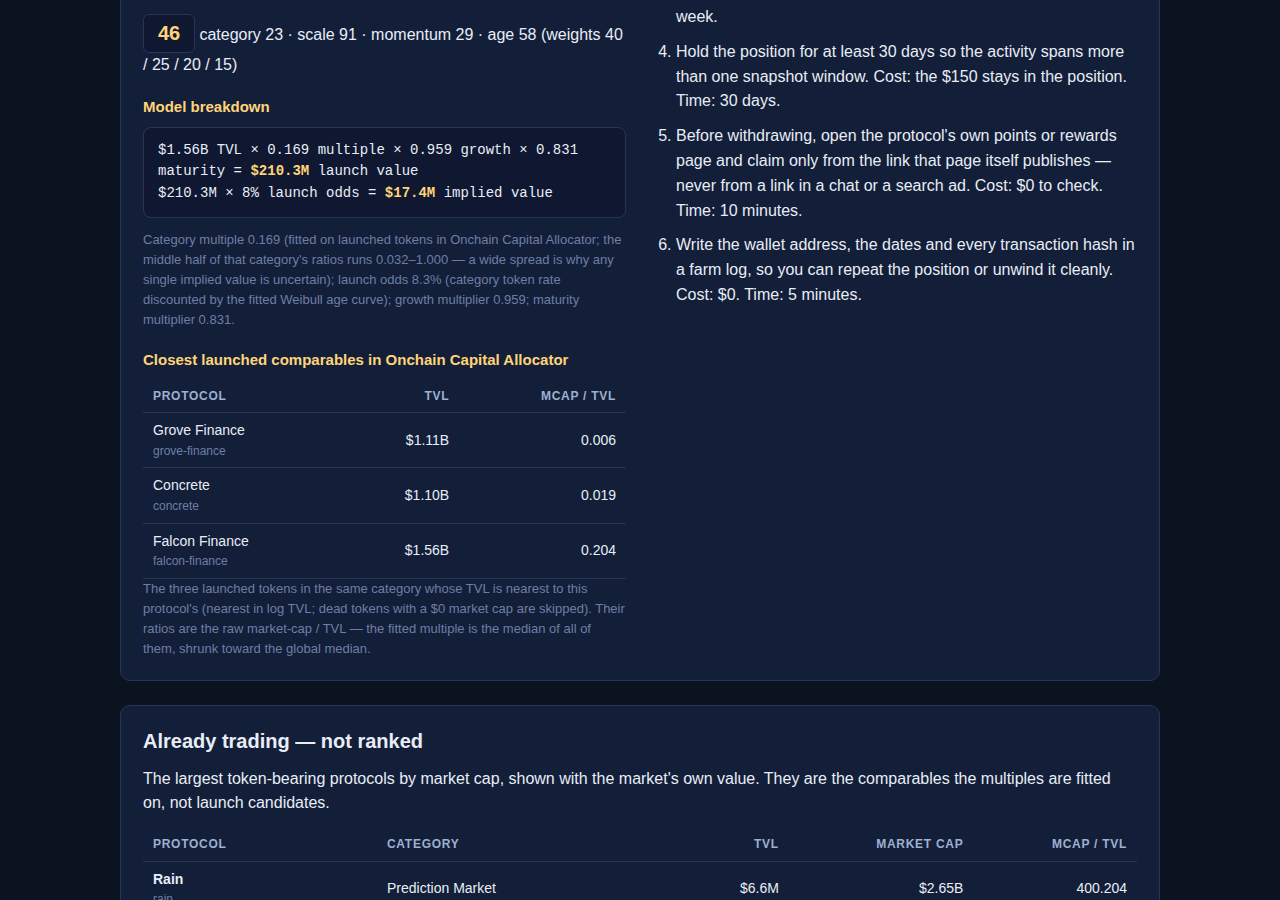 46 category 23 · scale 91 · momentum 29 · age 58 (weights 40
/ 25 / 20 / 15)
Model breakdown
$1.56B TVL × 0.169 multiple × 0.959 growth × 0.831
maturity = $210.3M launch value
$210.3M × 8% launch odds = $17.4M implied value
Category multiple 0.169 (fitted on launched tokens in Onchain Capital Allocator; the
middle half of that category's ratios runs 0.032–1.000 — a wide spread is why any
single implied value is uncertain); launch odds 8.3% (category token rate
discounted by the fitted Weibull age curve); growth multiplier 0.959; maturity
multiplier 0.831.
Closest launched comparables in Onchain Capital Allocator
PROTOCOL TVL MCAP / TVL
Grove Finance $1.11B 0.006
grove-finance
Concrete $1.10B 0.019
concrete
Falcon Finance $1.56B 0.204
falcon-finance
The three launched tokens in the same category whose TVL is nearest to this
protocol's (nearest in log TVL; dead tokens with a $0 market cap are skipped). Their
ratios are the raw market-cap / TVL — the fitted multiple is the median of all of
them, shrunk toward the global median.
week.
4. Hold the position for at least 30 days so the activity spans more
than one snapshot window. Cost: the $150 stays in the position.
Time: 30 days.
5. Before withdrawing, open the protocol's own points or rewards
page and claim only from the link that page itself publishes —
never from a link in a chat or a search ad. Cost: $0 to check.
Time: 10 minutes.
6. Write the wallet address, the dates and every transaction hash in
a farm log, so you can repeat the position or unwind it cleanly.
Cost: $0. Time: 5 minutes.
Already trading — not ranked
The largest token-bearing protocols by market cap, shown with the market's own value. They are the comparables the multiples are fitted
on, not launch candidates.
PROTOCOL CATEGORY TVL MARKET CAP MCAP / TVL
Rain Prediction Market $6.6M $2.65B 400.204
rain